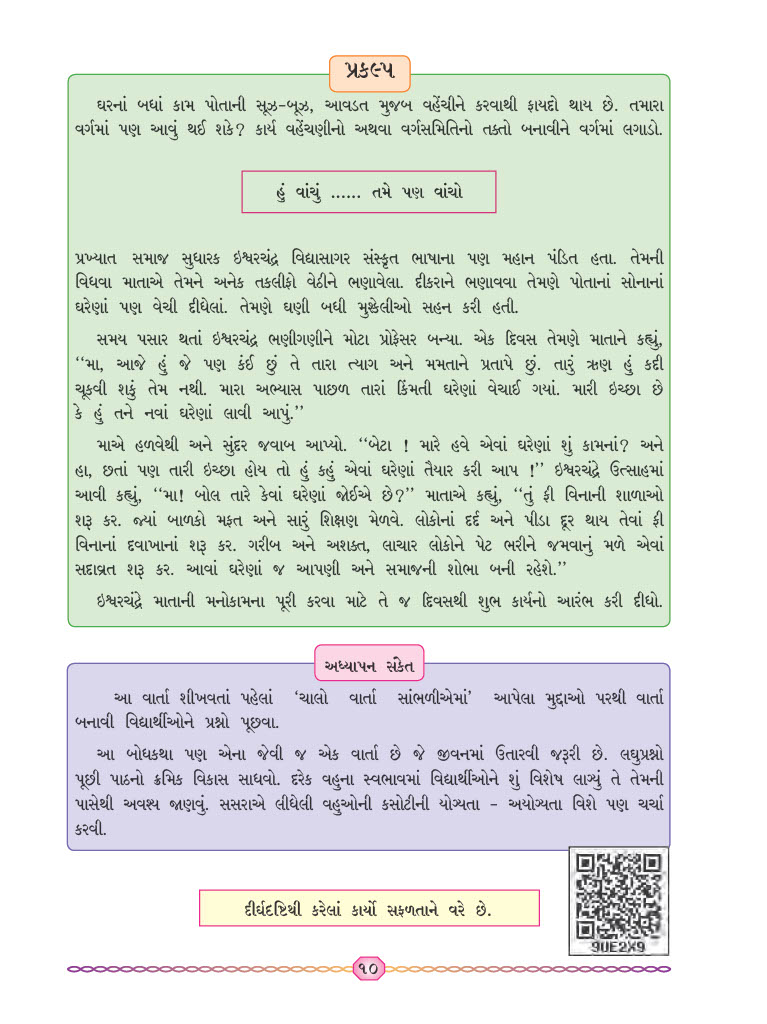 પ્રકલ્પ
ઘરનાં બધાં કામ પોતાની સૂઝ-બૂઝ, આવડત મુજબ વહેંચીને કરવાથી ફાયદો થાય છે. તમારા
વર્ગમાં પણ આવું થઈ શકે? કાર્ય વહેંચણીનો અથવા વર્ગસમિતિનો તક્તો બનાવીને વર્ગમાં લગાડો.
હું વાંચું ...... તમે પણ વાંચો
પ્રખ્યાત સમાજ સુધારક ઇશ્વરચંદ્ર વિદ્યાસાગર સંસ્કૃત ભાષાના પણ મહાન પંડિત હતા. તેમની
વિધવા માતાએ તેમને અનેક તકલીફો વેઠીને ભણાવેલા. દીકરાને ભણાવવા તેમણે પોતાનાં સોનાનાં
ઘરેણાં પણ વેચી દીધેલાં. તેમણે ઘણી બધી મુશ્કેલીઓ સહન કરી હતી.
સમય પસાર થતાં ઇશ્વરચંદ્ર ભણીગણીને મોટા પ્રોફેસર બન્યા. એક દિવસ તેમણે માતાને કહ્યું,
‘‘મા, આજે હું જે પણ કંઈ છું તે તારા ત્યાગ અને મમતાને પ્રતાપે છું. તારું ઋણ હું કદી
ચૂકવી શકું તેમ નથી. મારા અભ્યાસ પાછળ તારાં કિંમતી ઘરેણાં વેચાઈ ગયાં. મારી ઇચ્છા છે
કે હું તને નવાં ઘરેણાં લાવી આપું.’’
માએ હળવેથી અને સુંદર જવાબ આપ્યો. ‘‘બેટા ! મારે હવે એવાં ઘરેણાં શું કામનાં? અને
હા, છતાં પણ તારી ઇચ્છા હોય તો હું કહું એવાં ઘરેણાં તૈયાર કરી આપ !’’ ઇશ્વરચંદ્રે ઉત્સાહમાં
આવી કહ્યું, ‘‘મા! બોલ તારે કેવાં ઘરેણાં જોઈએ છે?’’ માતાએ કહ્યું, ‘‘તું ફી વિનાની શાળાઓ
શરૂ કર. જ્યાં બાળકો મફત અને સારું શિક્ષણ મેળવે. લોકોનાં દર્દ અને પીડા દૂર થાય તેવાં ફી
વિનાનાં દવાખાનાં શરૂ કર. ગરીબ અને અશક્ત, લાચાર લોકોને પેટ ભરીને જમવાનું મળે એવાં
સદાવ્રત શરૂ કર. આવાં ઘરેણાં જ આપણી અને સમાજની શોભા બની રહેશે.’’
ઇશ્વરચંદ્રે માતાની મનોકામના પૂરી કરવા માટે તે જ દિવસથી શુભ કાર્યનો આરંભ કરી દીધો.
અધ્યાપન સંકેત
આ વાર્તા શીખવતાં પહેલાં ‘ચાલો વાર્તા સાંભળીએમાં’ આપેલા મુદ્દાઓ પરથી વાર્તા
બનાવી વિદ્યાર્થીઓને પ્રશ્નો પૂછવા.
આ બોધકથા પણ એના જેવી જ એક વાર્તા છે જે જીવનમાં ઉતારવી જરૂરી છે. લઘુપ્રશ્નો
પૂછી પાઠનો ક્રમિક વિકાસ સાધવો. દરેક વહુના સ્વભાવમાં વિદ્યાર્થીઓને શું વિશેષ લાગ્યું તે તેમની
પાસેથી અવશ્ય જાણવું. સસરાએ લીધેલી વહુઓની કસોટીની યોગ્યતા - અયોગ્યતા વિશે પણ ચર્ચા
કરવી.
9UE2X9
દીર્ઘદષ્ટિથી કરેલાં કાર્યો સફળતાને વરે છે.
૧૦